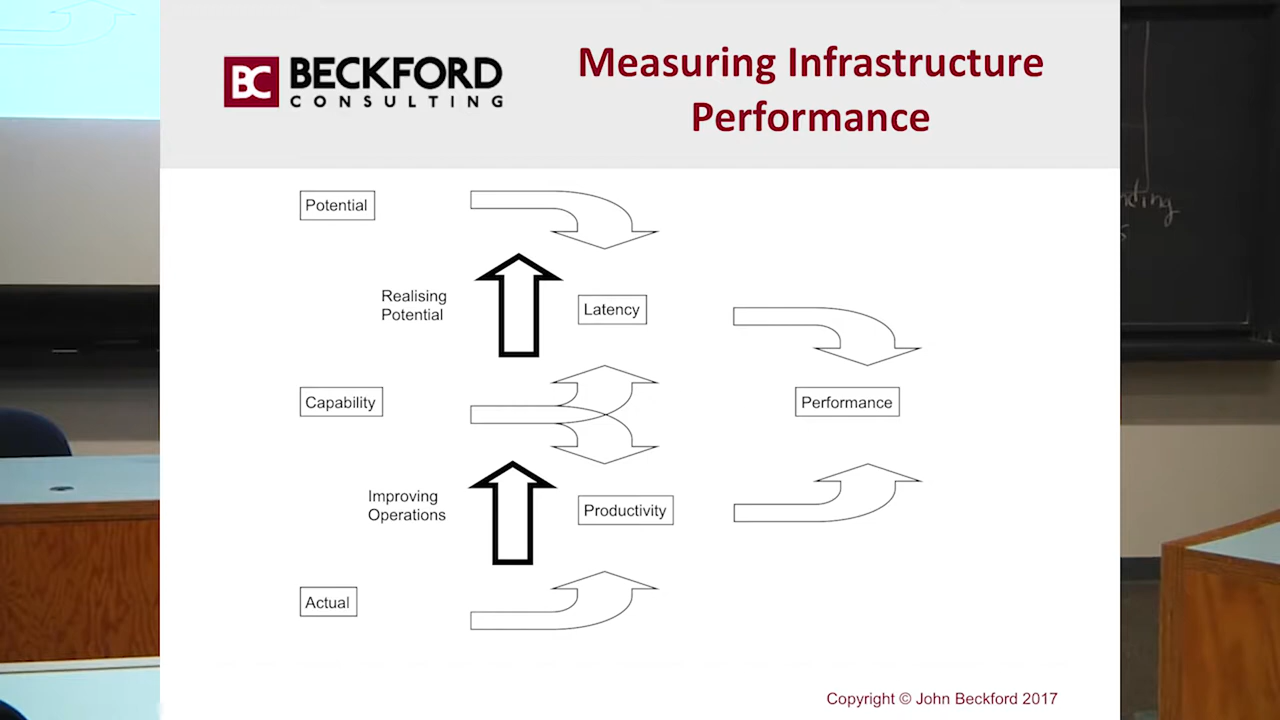 BC BECKFORD
CONSULTING
Measuring Infrastructure
Performance
Potential
Realising
Potential
Latency
Capability
Performance
Improving
Operations
Productivity
Actual
Copyright © John Beckford 2017